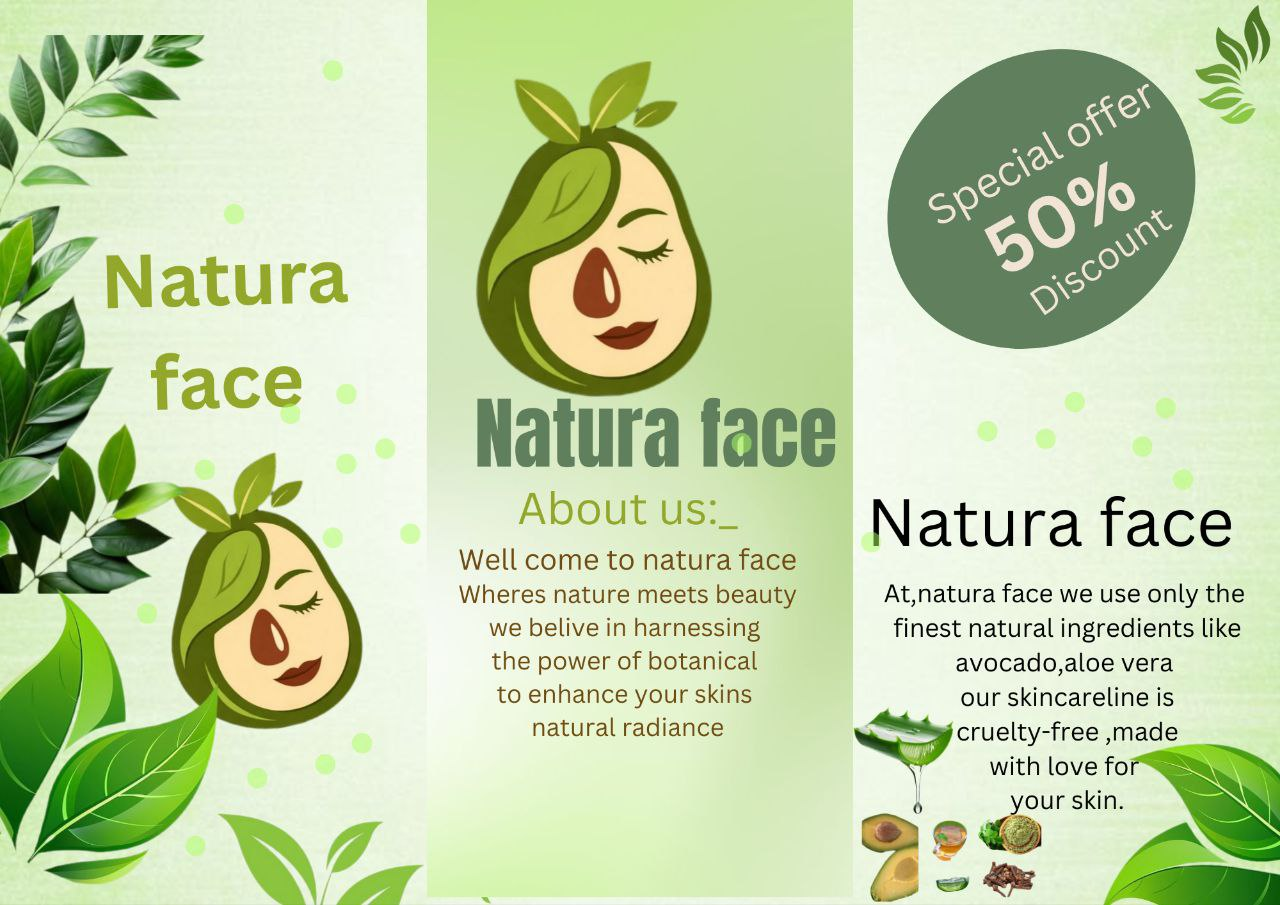 Natura
face
Natura face
About us:_
Well come to natura face
Wheres nature meets beauty
we belive in harnessing
the power of botanical
to enhance your skins
natural radiance
Special offer
50%
Discount
Natura face
At,natura face we use only the
finest natural ingredients like
avocado,aloe vera
our skincareline is
cruelty-free ,made
with love for
your skin.